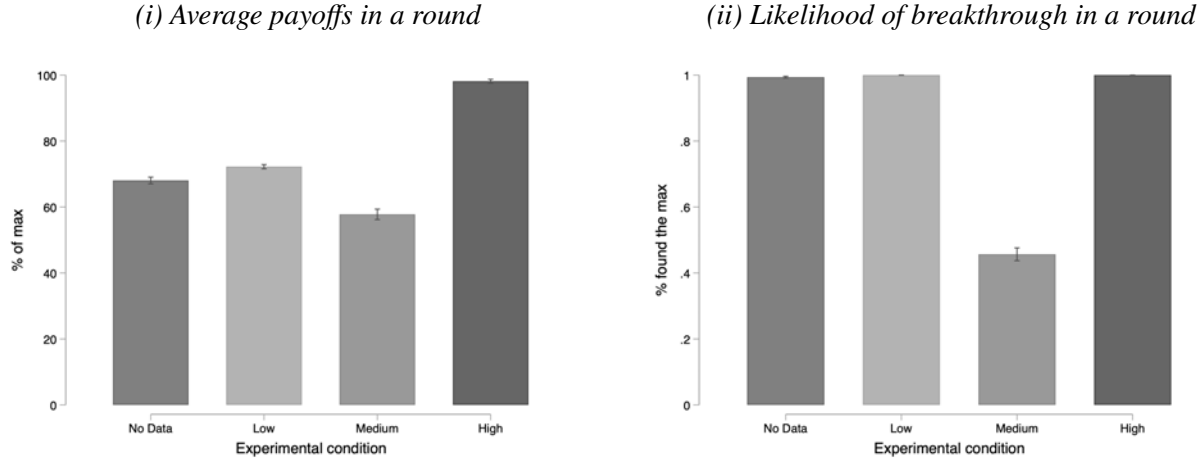 (i) Average payoffs in a round
% of max
100
80
60
40
20
0
No Data Low Medium High
Experimental condition
(ii) Likelihood of breakthrough in a round
% found the max
1
.8
.6
.4
.2
0
No Data Low Medium High
Experimental condition